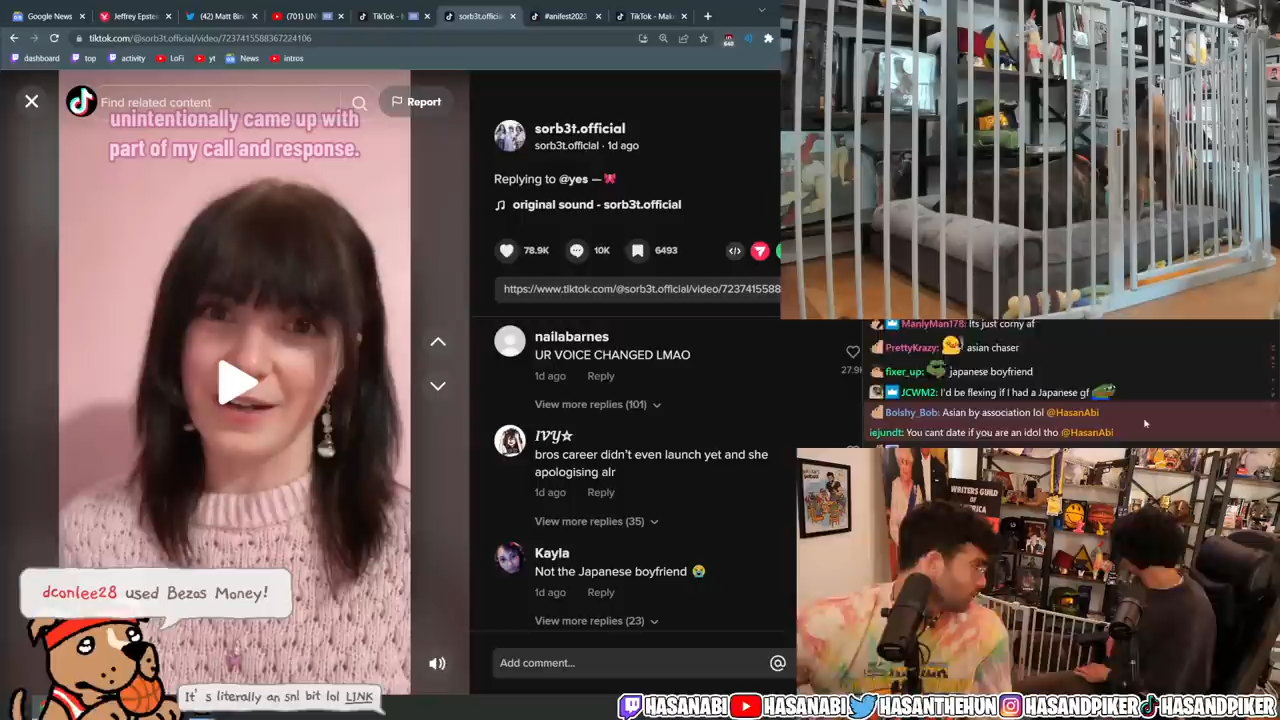 Google News
Jeffrey Epste
(42) Matt Bin
(701) UN
TikTok -
sorb3t.officia
#anifest2023
TikTok - Mak
tiktok.com/@sorb3t.official/video/7237415588367224106
640
dashboard
top
activity
LoFi
yt
News
intros
Find related content
Report
unintentionally came up with
part of my call and response.
sorb3t.official
sorb3t.official · 1d ago
Replying to @yes —🎀
original sound - sorb3t.official
78.9K
10K
6493
https://www.tiktok.com/@sorb3t.official/video/7237415588
nailabarnes
UR VOICE CHANGED LMAO
1d ago Reply
27.9K
View more replies (101)
IVY☆
bros career didn't even launch yet and she
apologising alr
1d ago Reply
View more replies (35)
Kayla
Not the Japanese boyfriend 😭
1d ago Reply
View more replies (23)
Add comment...
ManlyMan178: Its just corny af
PrettyKrazy: asian chaser
fixer_up: japanese boyfriend
JCWM2: I'd be flexing if I had a Japanese gf
Bolshy_Bob: Asian by association lol @HasanAbi
iejundt: You cant date if you are an idol tho @HasanAbi
WRITERS GUILD
OF
AMERICA
dconlee28 used Bezos Money!
It's literally an snl bit lol LINK
HASANABI HASANABI HASANTHEHUN HASANDPIKER HASANDPIKER